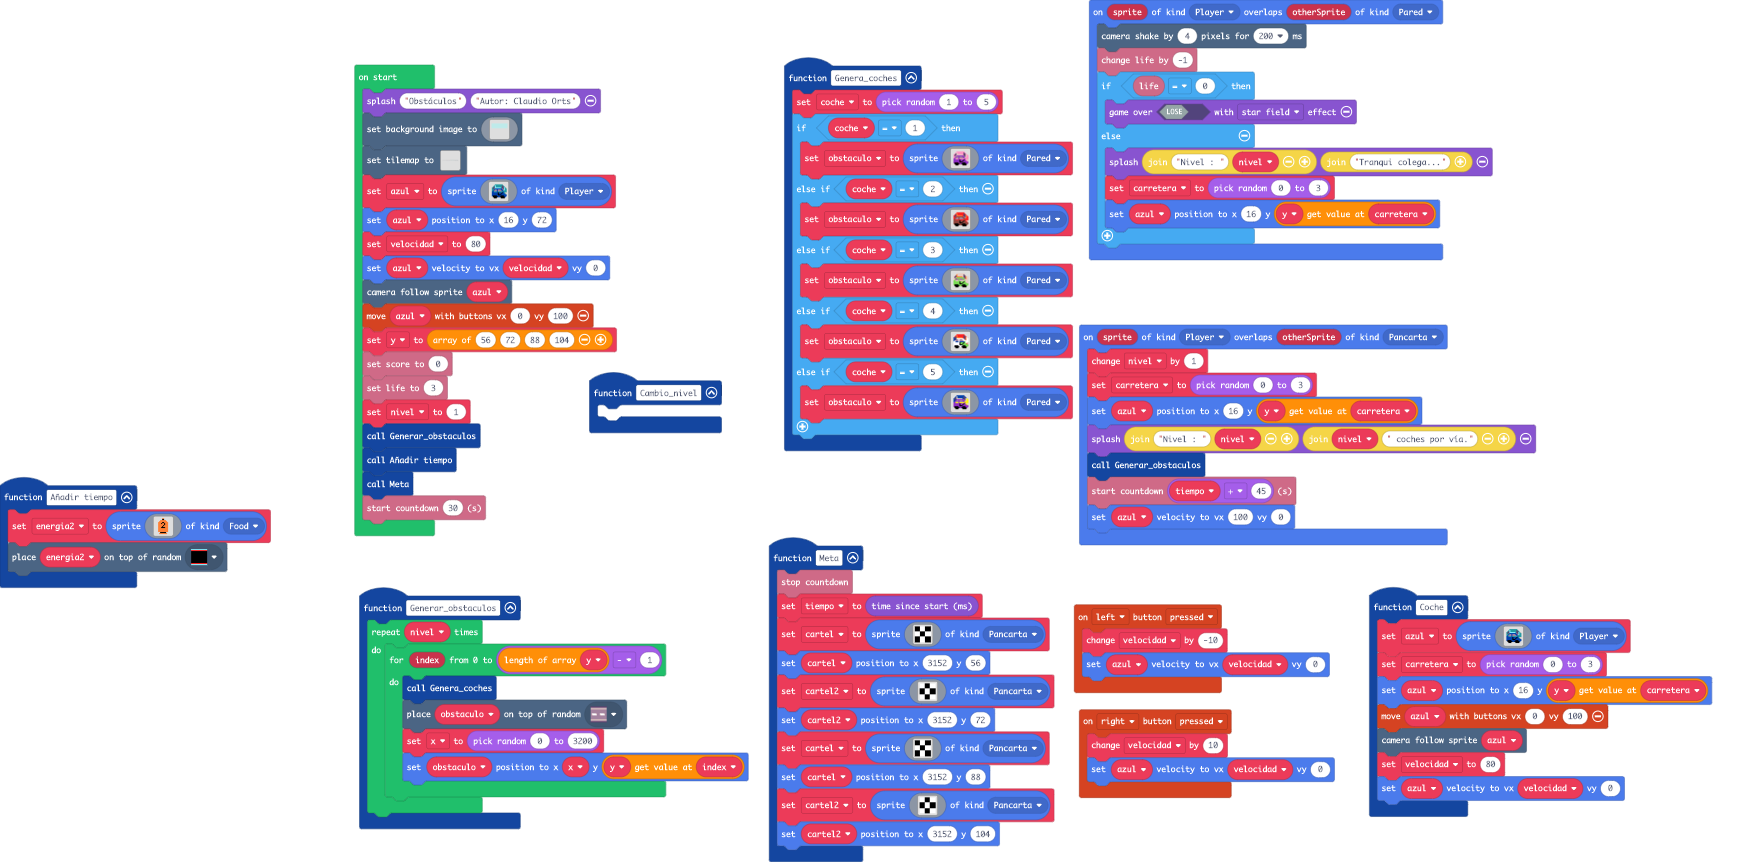 on start
splash "Obstáculos" "Autor: Claudio Orts"
set background image to
set tilemap to
set azul to sprite of kind Player
set azul position to x 16 y 72
set velocidad to 80
set azul velocity to vx velocidad vy 0
camera follow sprite azul
move azul with buttons vx 0 vy 100
set y to array of 56 72 88 104
set score to 0
set life to 3
set nivel to 1
call Generar_obstaculos
call Añadir tiempo
call Meta
start countdown 30 (s)
function Cambio_nivel
function Añadir tiempo
set energia2 to sprite 2 of kind Food
place energia2 on top of random
function Generar_obstaculos
repeat nivel times
do
for index from 0 to length of array y - 1
do
call Genera_coches
place obstaculo on top of random
set x to pick random 0 to 3200
set obstaculo position to x x y y get value at index
function Genera_coches
set coche to pick random 1 to 5
if coche = 1 then
set obstaculo to sprite of kind Pared
else if coche = 2 then
set obstaculo to sprite of kind Pared
else if coche = 3 then
set obstaculo to sprite of kind Pared
else if coche = 4 then
set obstaculo to sprite of kind Pared
else if coche = 5 then
set obstaculo to sprite of kind Pared
function Meta
stop countdown
set tiempo to time since start (ms)
set cartel to sprite of kind Pancarta
set cartel position to x 3152 y 56
set cartel2 to sprite of kind Pancarta
set cartel2 position to x 3152 y 72
set cartel to sprite of kind Pancarta
set cartel position to x 3152 y 88
set cartel2 to sprite of kind Pancarta
set cartel2 position to x 3152 y 104
on sprite of kind Player overlaps otherSprite of kind Pared
camera shake by 4 pixels for 200 ms
change life by -1
if life = 0 then
game over LOSE with star field effect
else
splash join "Nivel : " nivel join "Tranqui colega..."
set carretera to pick random 0 to 3
set azul position to x 16 y y get value at carretera
on sprite of kind Player overlaps otherSprite of kind Pancarta
change nivel by 1
set carretera to pick random 0 to 3
set azul position to x 16 y y get value at carretera
splash join "Nivel : " nivel join nivel " coches por vía."
call Generar_obstaculos
start countdown tiempo + 45 (s)
set azul velocity to vx 100 vy 0
on left button pressed
change velocidad by -10
set azul velocity to vx velocidad vy 0
on right button pressed
change velocidad by 10
set azul velocity to vx velocidad vy 0
function Coche
set azul to sprite of kind Player
set carretera to pick random 0 to 3
set azul position to x 16 y y get value at carretera
move azul with buttons vx 0 vy 100
camera follow sprite azul
set velocidad to 80
set azul velocity to vx velocidad vy 0